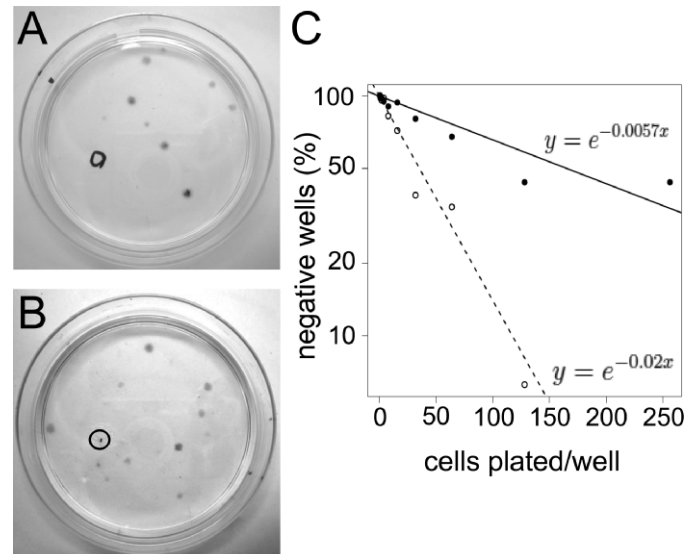 A
B
C
negative wells (%)
100
50
20
10
y = e^{-0.0057x}
y = e^{-0.02x}
0 50 100 150 200 250
cells plated/well